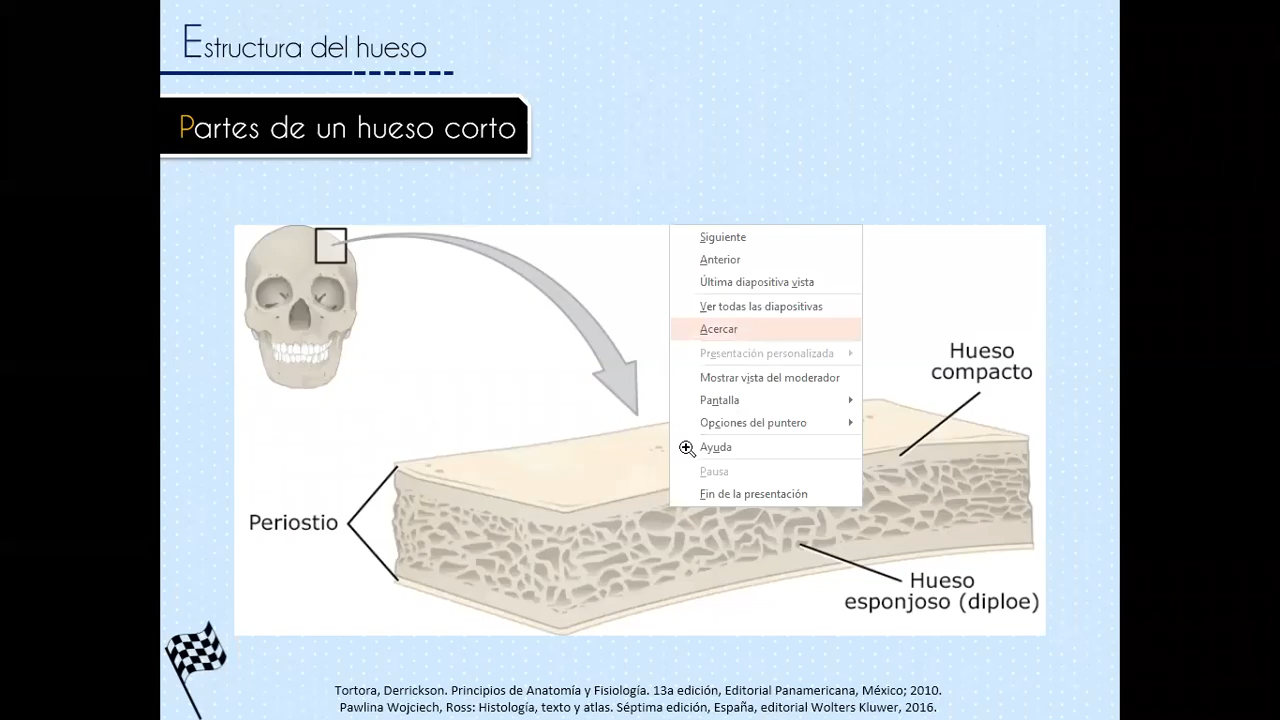 Estructura del hueso
Partes de un hueso corto
Siguiente
Anterior
Última diapositiva vista
Ver todas las diapositivas
Acercar
Presentación personalizada
Mostrar vista del moderador
Pantalla
Opciones del puntero
Ayuda
Pausa
Fin de la presentación
Hueso
compacto
Periostio
Hueso
esponjoso (diploe)
Tortora, Derrickson. Principios de Anatomía y Fisiología. 13a edición, Editorial Panamericana, México; 2010.
Pawlina Wojciech, Ross: Histología, texto y atlas. Séptima edición, España, editorial Wolters Kluwer, 2016.